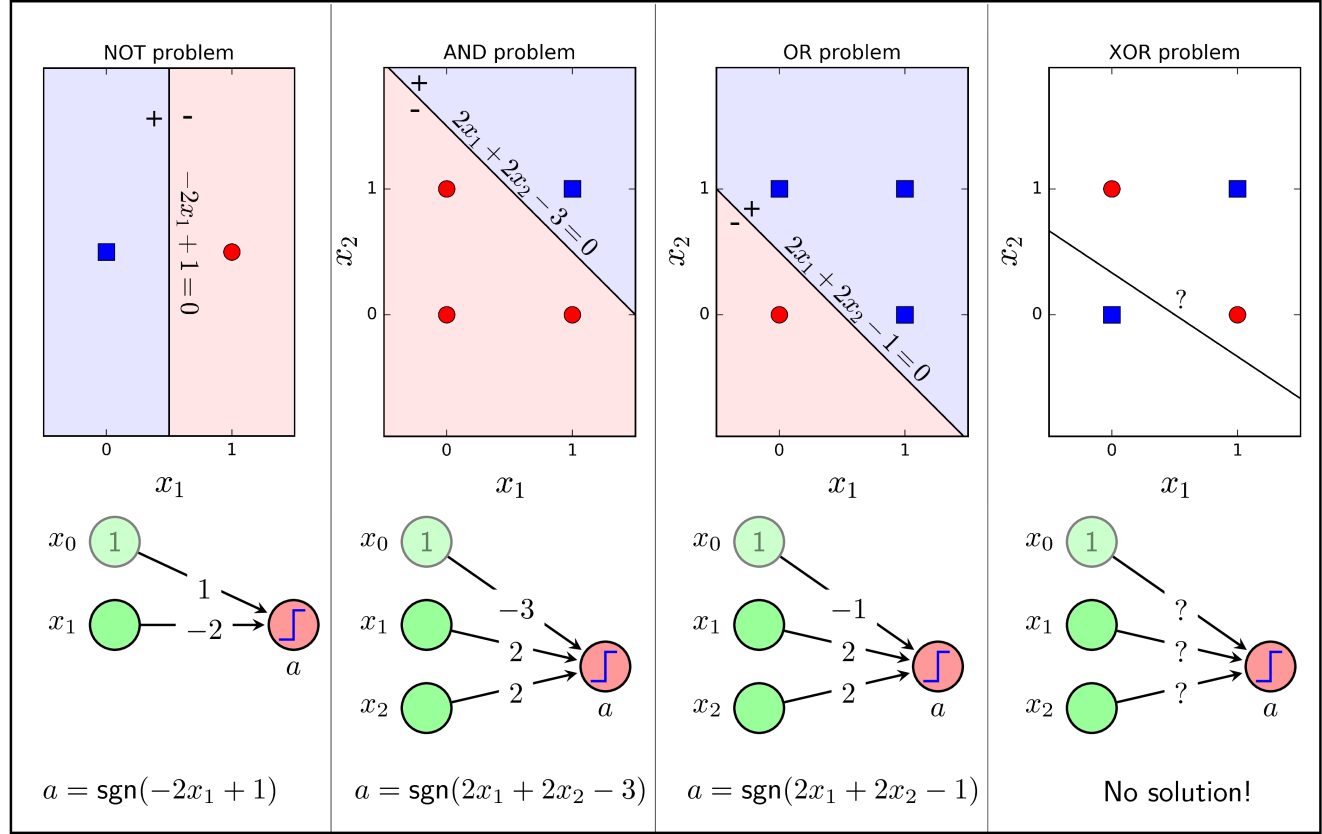 NOT problem
+ -
−2x₁ + 1 = 0
0 1
x₁
x₀ 1
1
x₁
−2
a
a = sgn(−2x₁ + 1)
AND problem
+
-
2x₁ + 2x₂ − 3 = 0
1
x₂
0
0 1
x₁
x₀ 1
−3
x₁
2
x₂
2
a
a = sgn(2x₁ + 2x₂ − 3)
OR problem
1
+
-
2x₁ + 2x₂ − 1 = 0
x₂
0
0 1
x₁
x₀ 1
−1
x₁
2
x₂
2
a
a = sgn(2x₁ + 2x₂ − 1)
XOR problem
1
x₂
?
0
0 1
x₁
x₀ 1
?
x₁
?
x₂
?
a
No solution!